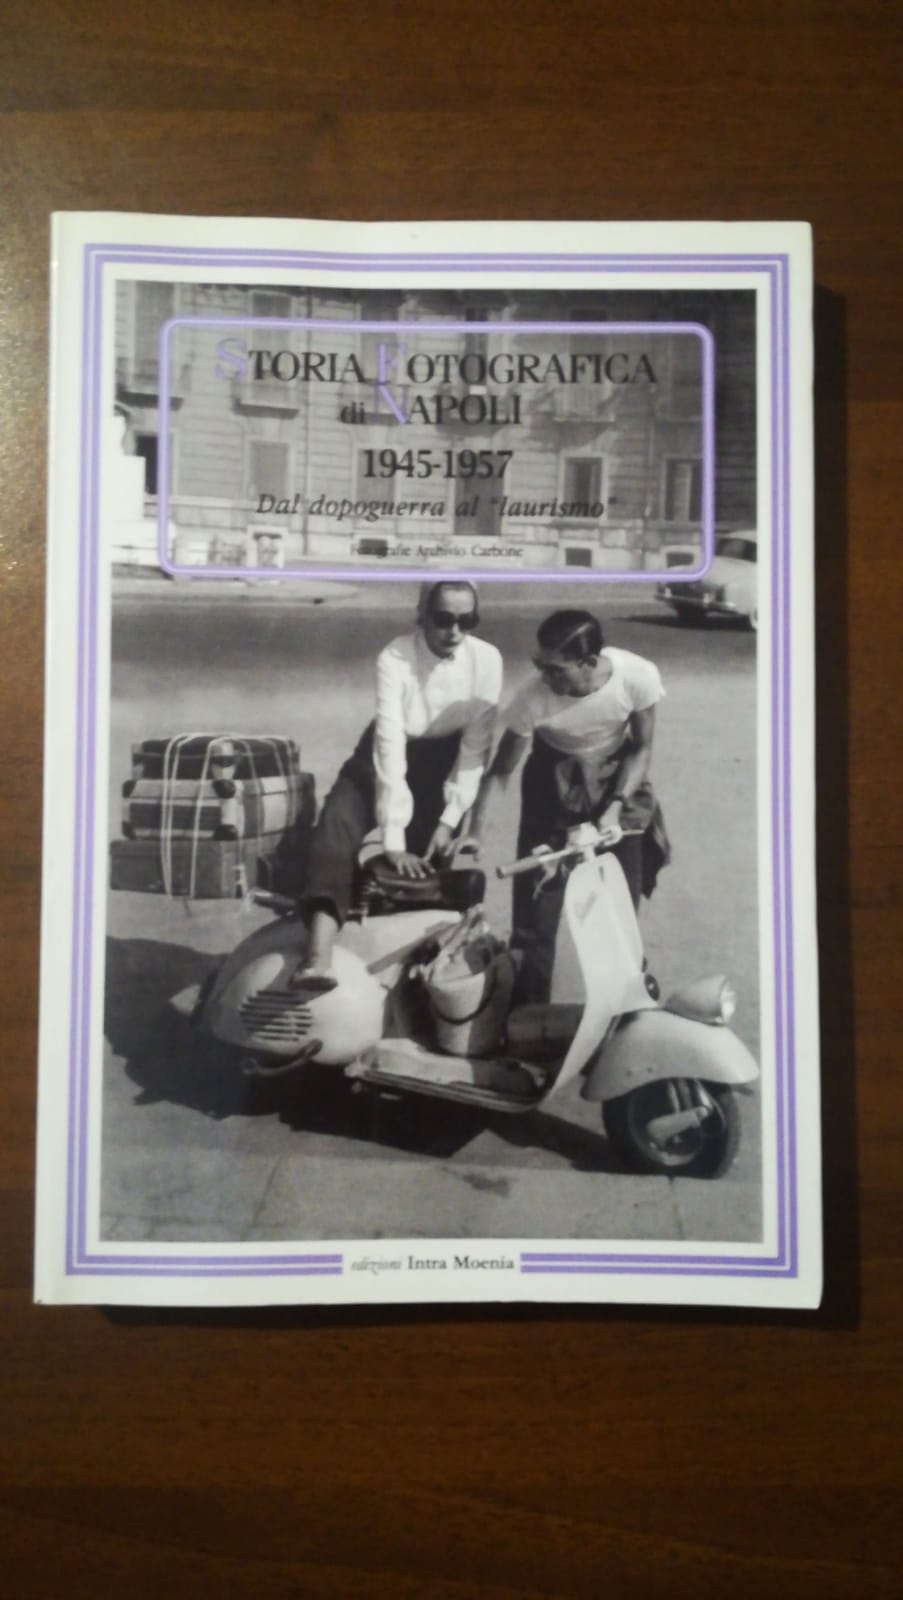 STORIA FOTOGRAFICA
di NAPOLI
1945-1957
Dal dopoguerra al "laurismo"
Fotografie Archivio Carbone
edizioni Intra Moenia